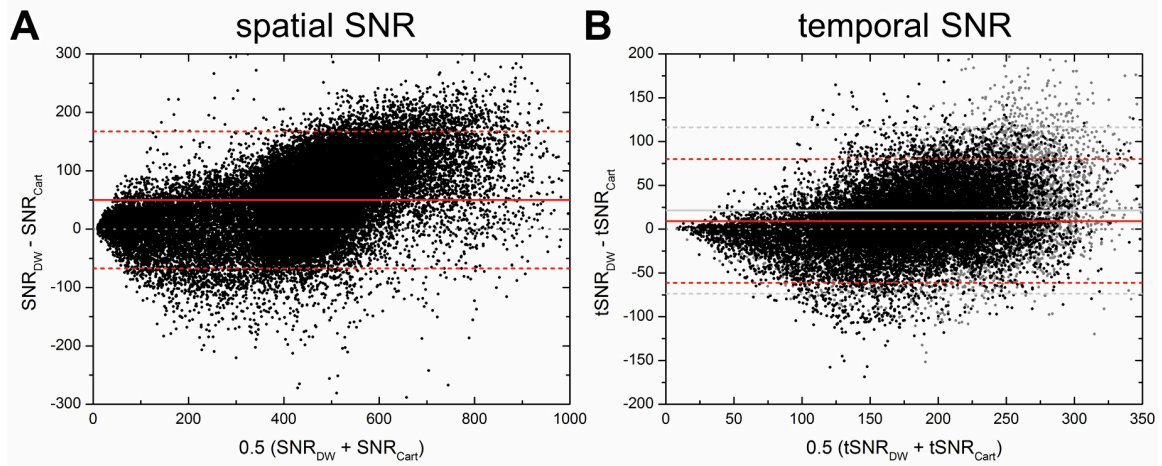 A spatial SNR
300
200
100
0
-100
-200
-300
SNR_DW - SNR_Cart
0 200 400 600 800 1000
0.5 (SNR_DW + SNR_Cart)
B temporal SNR
200
150
100
50
0
-50
-100
-150
-200
tSNR_DW - tSNR_Cart
0 50 100 150 200 250 300 350
0.5 (tSNR_DW + tSNR_Cart)